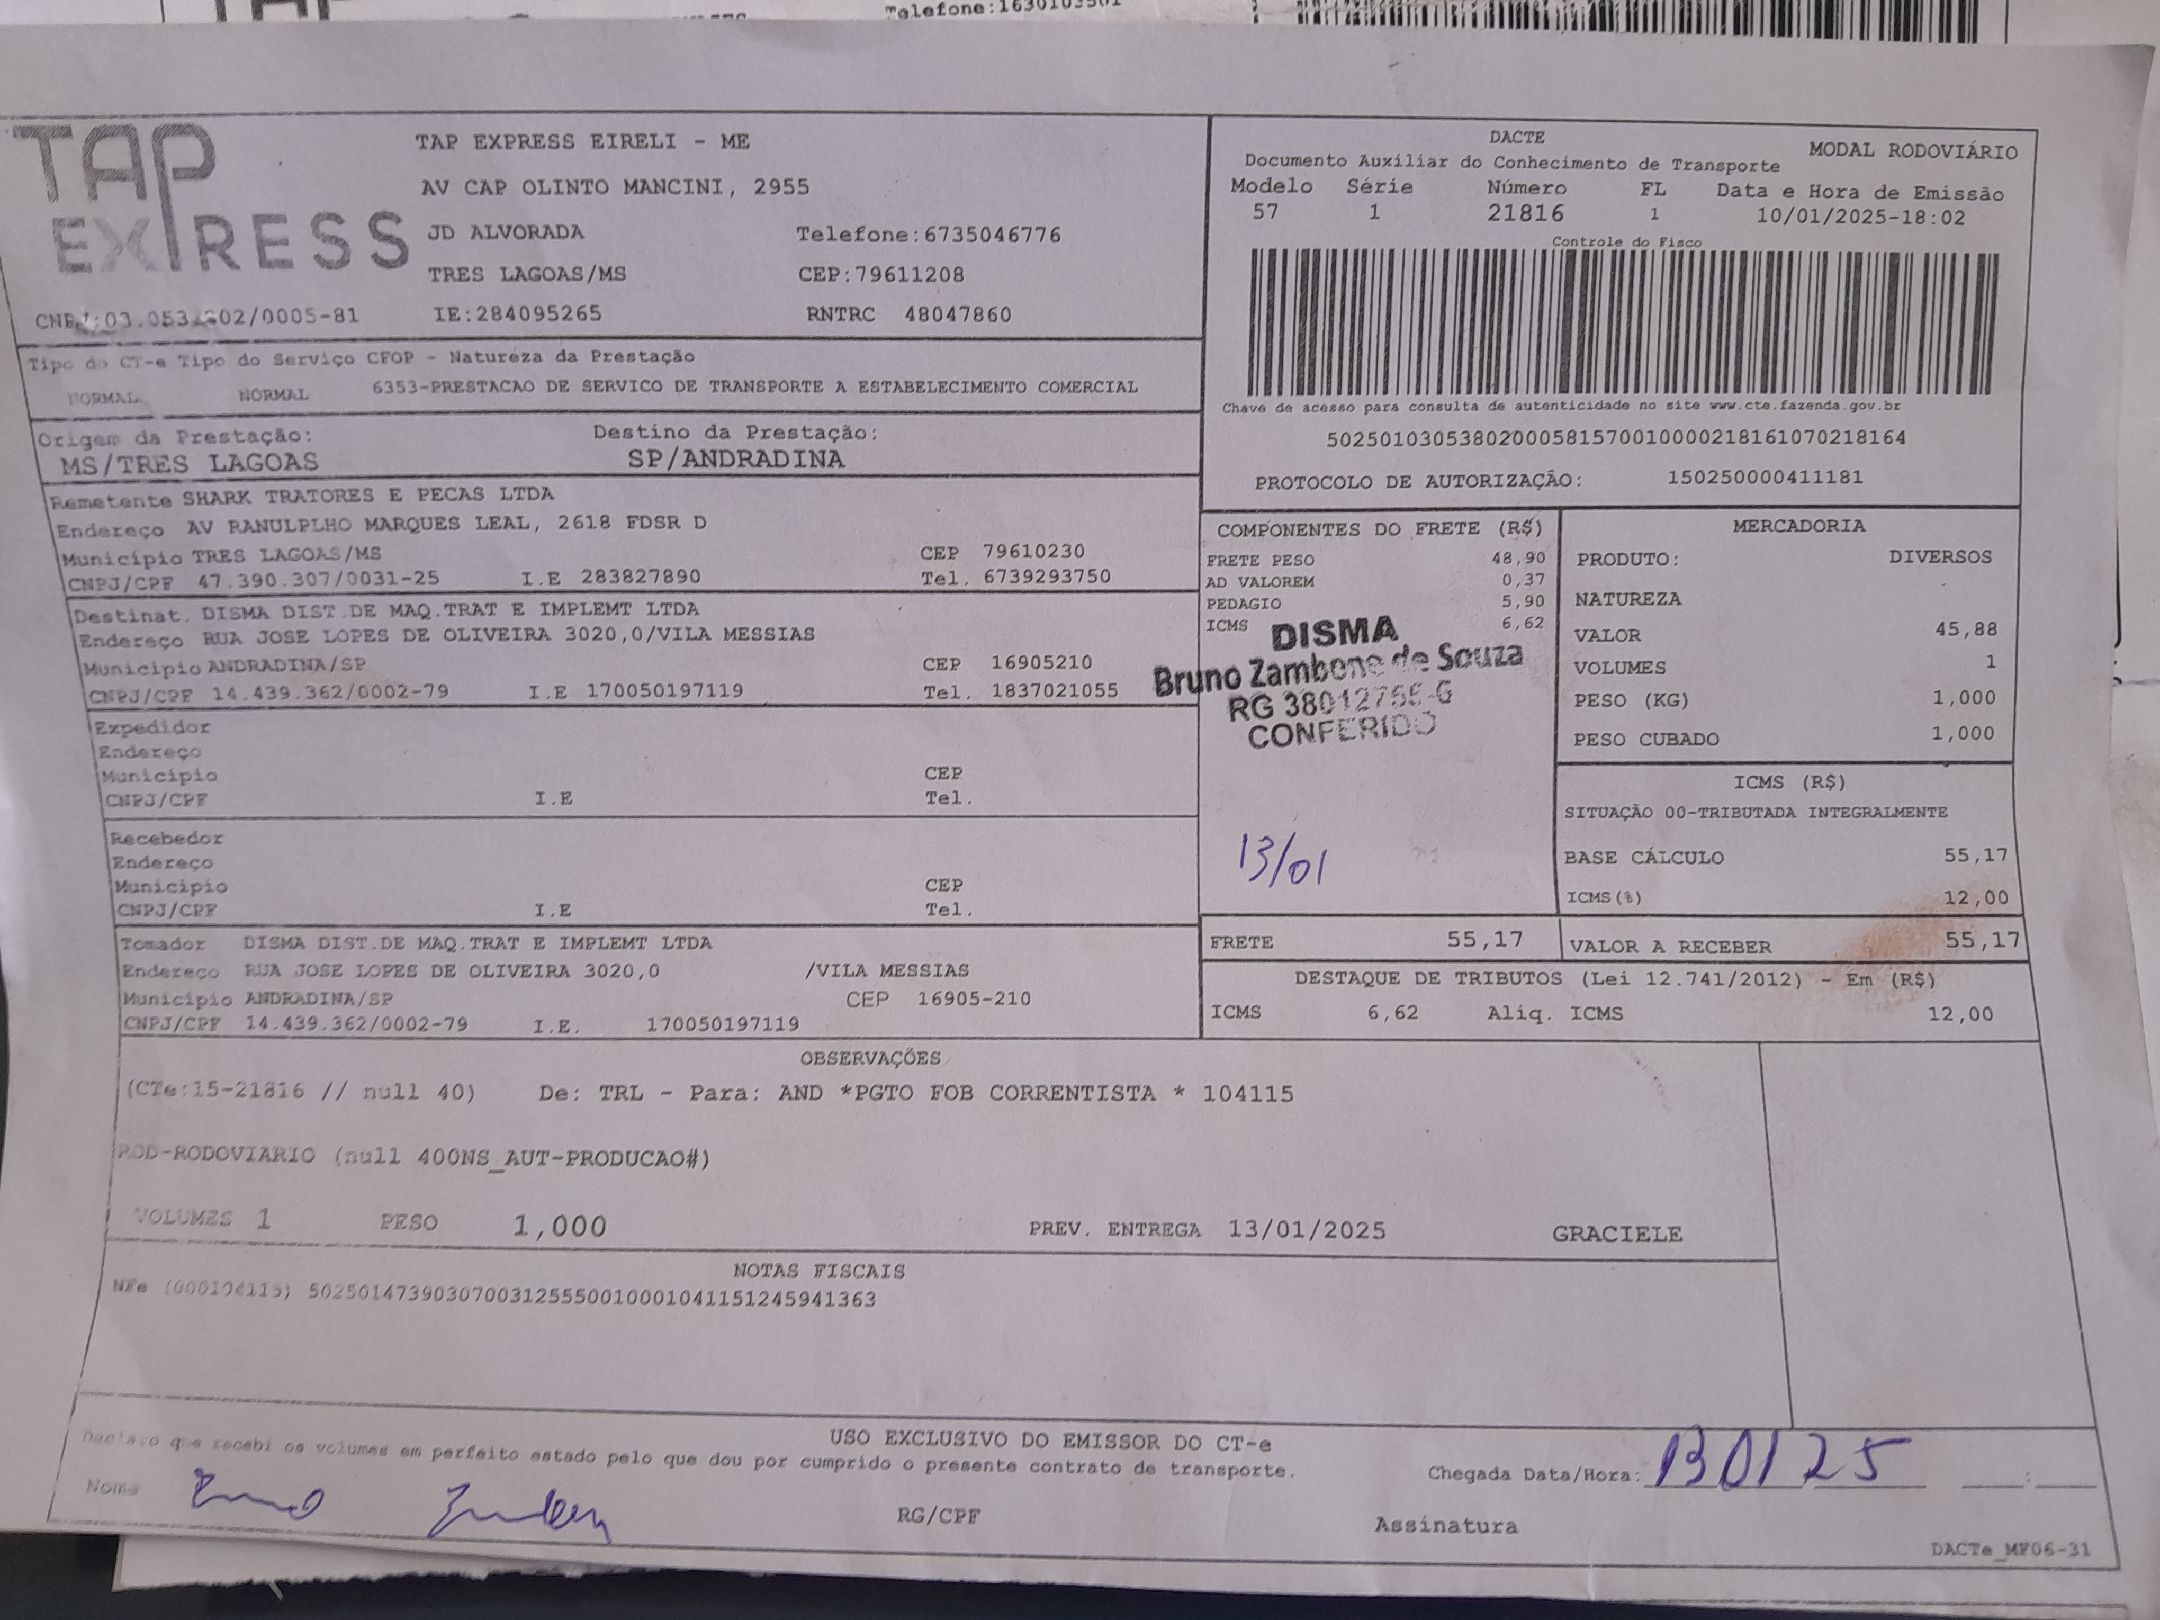 Telefone:1630103501
TAP EXPRESS
TAP EXPRESS EIRELI - ME
AV CAP OLINTO MANCINI, 2955
JD ALVORADA Telefone:6735046776
TRES LAGOAS/MS CEP:79611208
CNPJ:03.053.802/0005-81 IE:284095265 RNTRC 48047860
DACTE MODAL RODOVIÁRIO
Documento Auxiliar do Conhecimento de Transporte
Modelo Série Número FL Data e Hora de Emissão
57 1 21816 1 10/01/2025-18:02
Controle do Fisco
Chave de acesso para consulta de autenticidade no site www.cte.fazenda.gov.br
50250103053802000581570010000218161070218164
PROTOCOLO DE AUTORIZAÇÃO: 150250000411181
Tipo do CT-e Tipo do Serviço CFOP - Natureza da Prestação
NORMAL NORMAL 6353-PRESTACAO DE SERVICO DE TRANSPORTE A ESTABELECIMENTO COMERCIAL
Origem da Prestação: Destino da Prestação:
MS/TRES LAGOAS SP/ANDRADINA
Remetente SHARK TRATORES E PECAS LTDA
Endereço AV RANULPLHO MARQUES LEAL, 2618 FDSR D
Município TRES LAGOAS/MS CEP 79610230
CNPJ/CPF 47.390.307/0031-25 I.E 283827890 Tel. 6739293750
Destinat. DISMA DIST.DE MAQ.TRAT E IMPLEMT LTDA
Endereço RUA JOSE LOPES DE OLIVEIRA 3020,0/VILA MESSIAS
Município ANDRADINA/SP CEP 16905210
CNPJ/CPF 14.439.362/0002-79 I.E 170050197119 Tel. 1837021055
Expedidor
Endereço
Município CEP
CNPJ/CPF I.E Tel.
Recebedor
Endereço
Município CEP
CNPJ/CPF I.E Tel.
Tomador DISMA DIST.DE MAQ.TRAT E IMPLEMT LTDA
Endereço RUA JOSE LOPES DE OLIVEIRA 3020,0 /VILA MESSIAS
Município ANDRADINA/SP CEP 16905-210
CNPJ/CPF 14.439.362/0002-79 I.E. 170050197119
COMPONENTES DO FRETE (R$)
FRETE PESO 48,90
AD VALOREM 0,37
PEDAGIO 5,90
ICMS 6,62
DISMA
Bruno Zambone de Souza
RG
CONFERIDO
13/01
MERCADORIA
PRODUTO: DIVERSOS
NATUREZA
VALOR 45,88
VOLUMES 1
PESO (KG) 1,000
PESO CUBADO 1,000
ICMS (R$)
SITUAÇÃO 00-TRIBUTADA INTEGRALMENTE
BASE CÁLCULO 55,17
ICMS(%) 12,00
FRETE 55,17 VALOR A RECEBER 55,17
DESTAQUE DE TRIBUTOS (Lei 12.741/2012) - Em (R$)
ICMS 6,62 Aliq. ICMS 12,00
OBSERVAÇÕES
(CTe:15-21816 // null 40) De: TRL - Para: AND *PGTO FOB CORRENTISTA * 104115
ROD-RODOVIARIO (null 400NS_AUT-PRODUCAO#)
VOLUMES 1 PESO 1,000 PREV. ENTREGA 13/01/2025 GRACIELE
NOTAS FISCAIS
NFe (000104115) 50250147390307003125550010001041151245941363
USO EXCLUSIVO DO EMISSOR DO CT-e
Declaro que recebi os volumes em perfeito estado pelo que dou por cumprido o presente contrato de transporte.
Chegada Data/Hora: 13 01 25 :
Nome RG/CPF Assinatura
DACTe_MF06-31